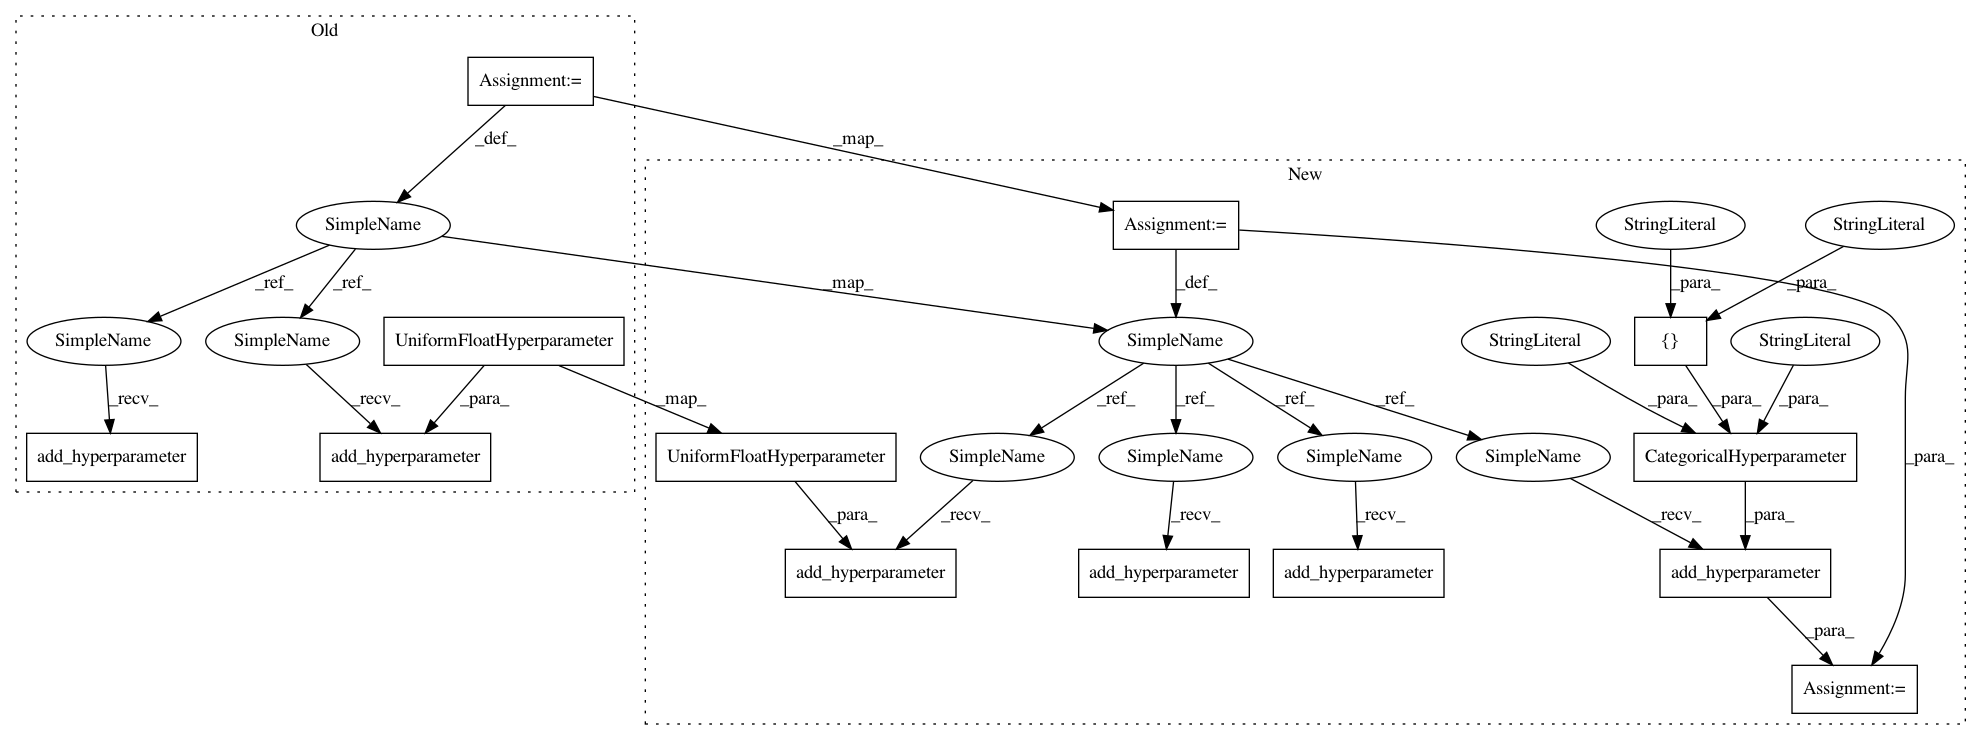 Old
Assignment:=
_def_
_map_
New
SimpleName
Assignment:=
StringLiteral
StringLiteral
_ref_
_ref_
_map_
_def_
_para_
_para_
SimpleName
SimpleName
UniformFloatHyperparameter
SimpleName
StringLiteral
{}
StringLiteral
_recv_
_recv_
_para_
_map_
_ref_
_ref_
_ref_
_ref_
_para_
_para_
_para_
add_hyperparameter
add_hyperparameter
UniformFloatHyperparameter
SimpleName
SimpleName
SimpleName
SimpleName
CategoricalHyperparameter
_para_
_para_
_recv_
_recv_
_recv_
_recv_
_para_
add_hyperparameter
add_hyperparameter
add_hyperparameter
add_hyperparameter
_para_
Assignment:=